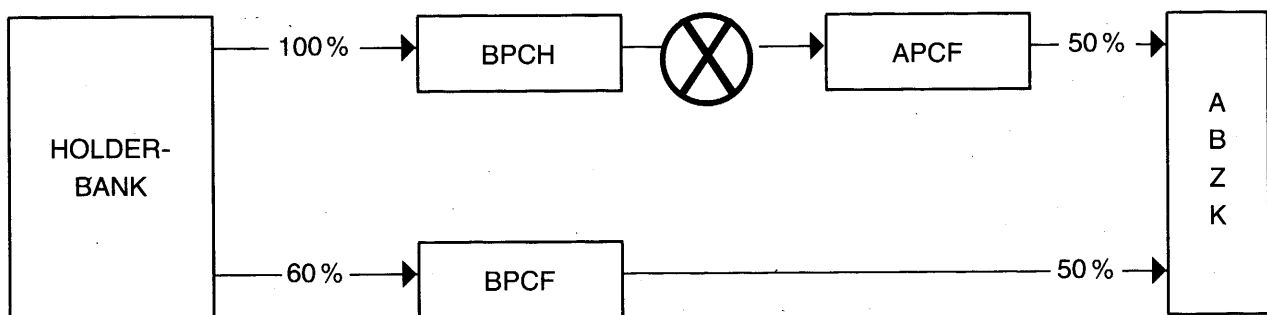 100 %
BPCH
APCF
50 %
HOLDER-
BANK
A
B
Z
K
60 %
BPCF
50 %